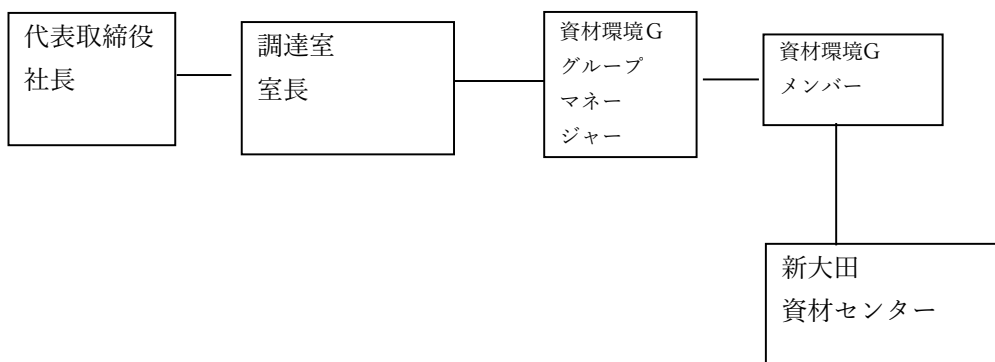 代表取締役
社長
調達室
室長
資材環境G
グループ
マネー
ジャー
資材環境G
メンバー
新大田
資材センター